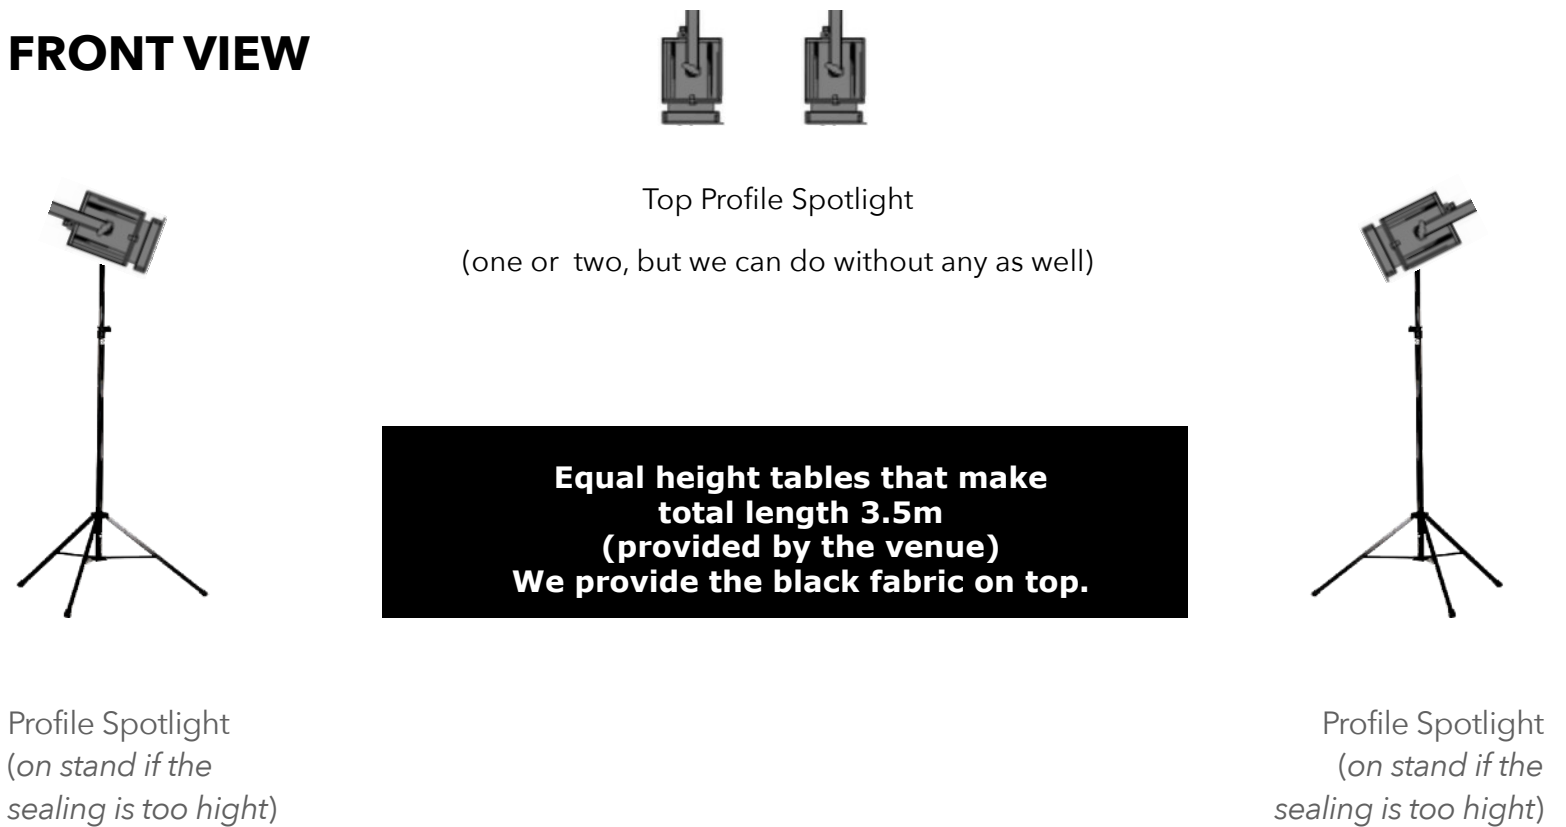 FRONT VIEW
Top Profile Spotlight
(one or two, but we can do without any as well)
Equal height tables that make
total length 3.5m
(provided by the venue)
We provide the black fabric on top.
Profile Spotlight
(on stand if the
sealing is too hight)
Profile Spotlight
(on stand if the
sealing is too hight)